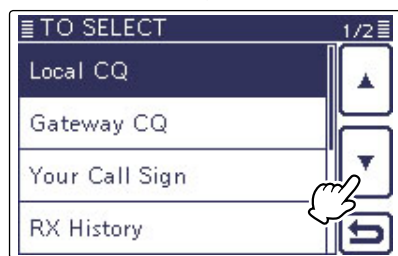 TO SELECT 1/2
Local CQ
Gateway CQ
Your Call Sign
RX History